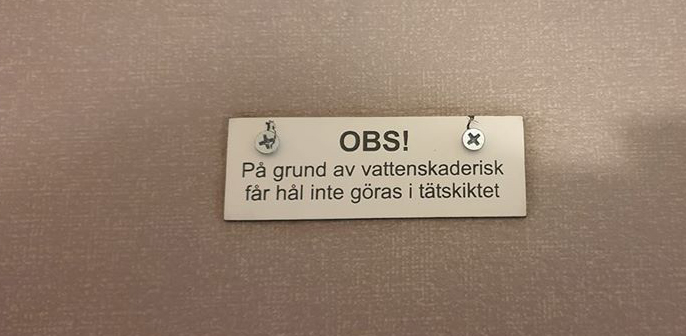 OBS!
På grund av vattenskaderisk
får hål inte göras i tätskiktet